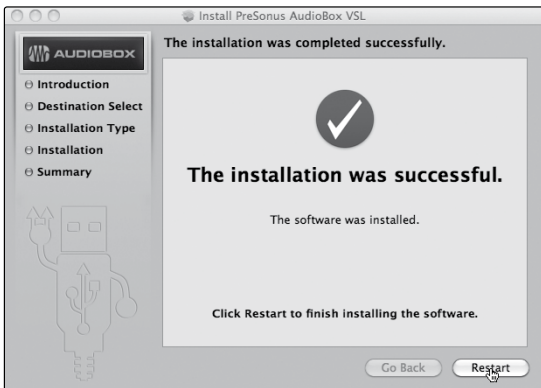 Install PreSonus AudioBox VSL
The installation was completed successfully.
AUDIOBOX
Introduction
Destination Select
Installation Type
Installation
Summary
The installation was successful.
The software was installed.
Click Restart to finish installing the software.
Go Back
Restart